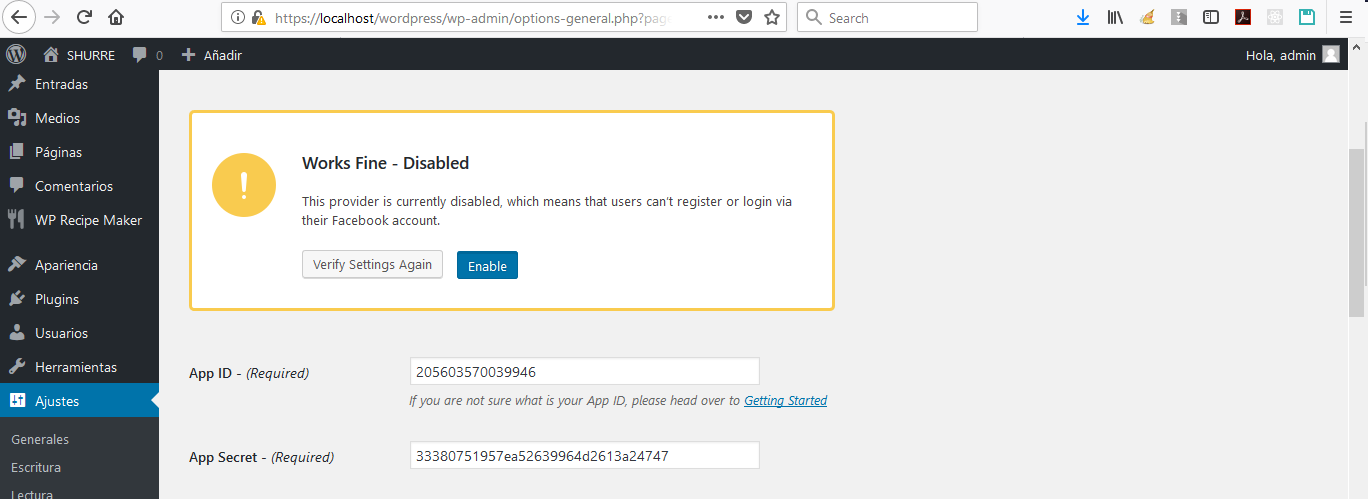 https://localhost/wordpress/wp-admin/options-general.php?page
Search
SHURRE
0
Añadir
Hola, admin
Entradas
Medios
Páginas
Comentarios
WP Recipe Maker
Apariencia
Plugins
Usuarios
Herramientas
Ajustes
Generales
Escritura
Lectura
Works Fine - Disabled
This provider is currently disabled, which means that users can't register or login via
their Facebook account.
Verify Settings Again
Enable
App ID - (Required)
205603570039946
If you are not sure what is your App ID, please head over to Getting Started
App Secret - (Required)
33380751957ea52639964d2613a24747